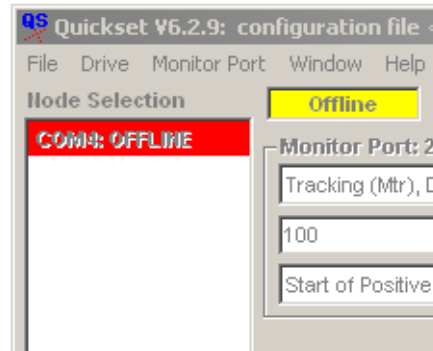 QS Quickset V6.2.9: configuration file
File Drive Monitor Port Window Help
Node Selection
Offline
COM4: OFFLINE
Monitor Port: 2
Tracking (Mtr),
100
Start of Positive